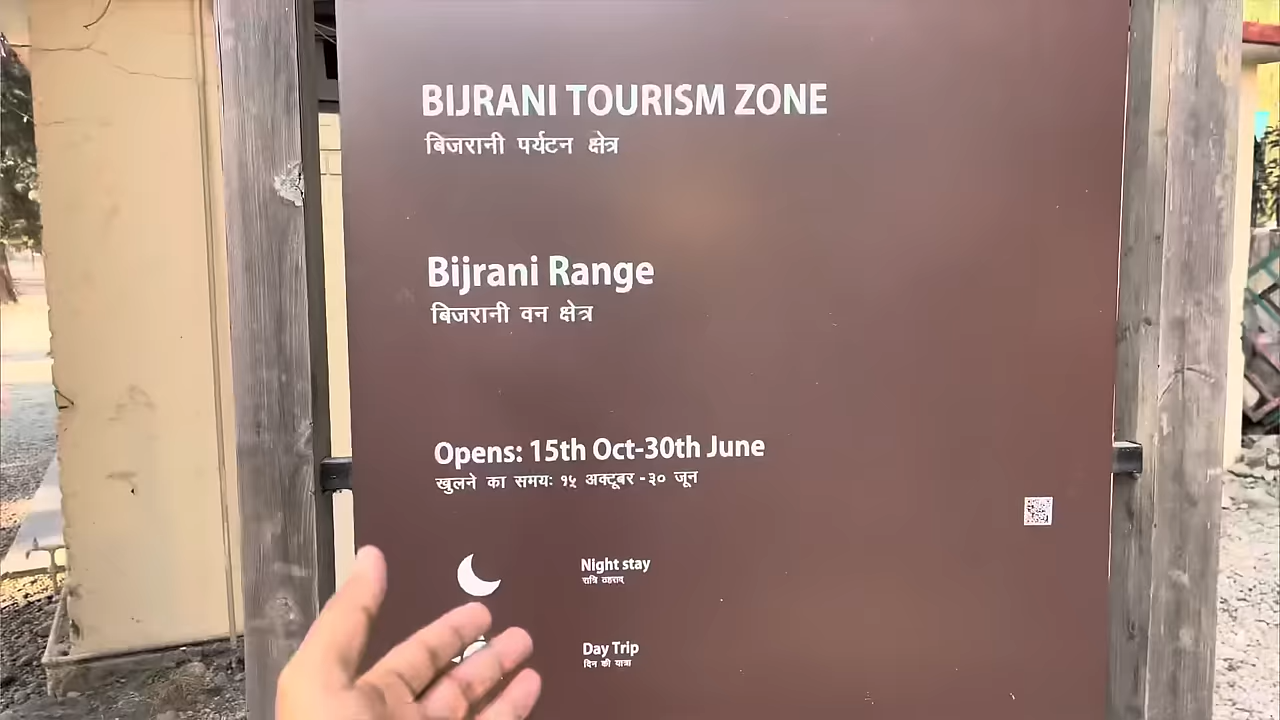 BIJRANI TOURISM ZONE
बिजरानी पर्यटन क्षेत्र
Bijrani Range
बिजरानी वन क्षेत्र
Opens: 15th Oct-30th June
खुलने का समयः १५ अक्टूबर -३० जून
Night stay
रात्रि ठहराव
Day Trip
दिन की यात्रा